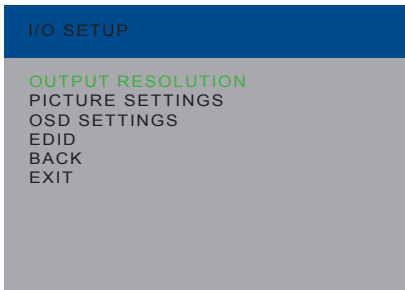 I/O SETUP
OUTPUT RESOLUTION
PICTURE SETTINGS
OSD SETTINGS
EDID
BACK
EXIT